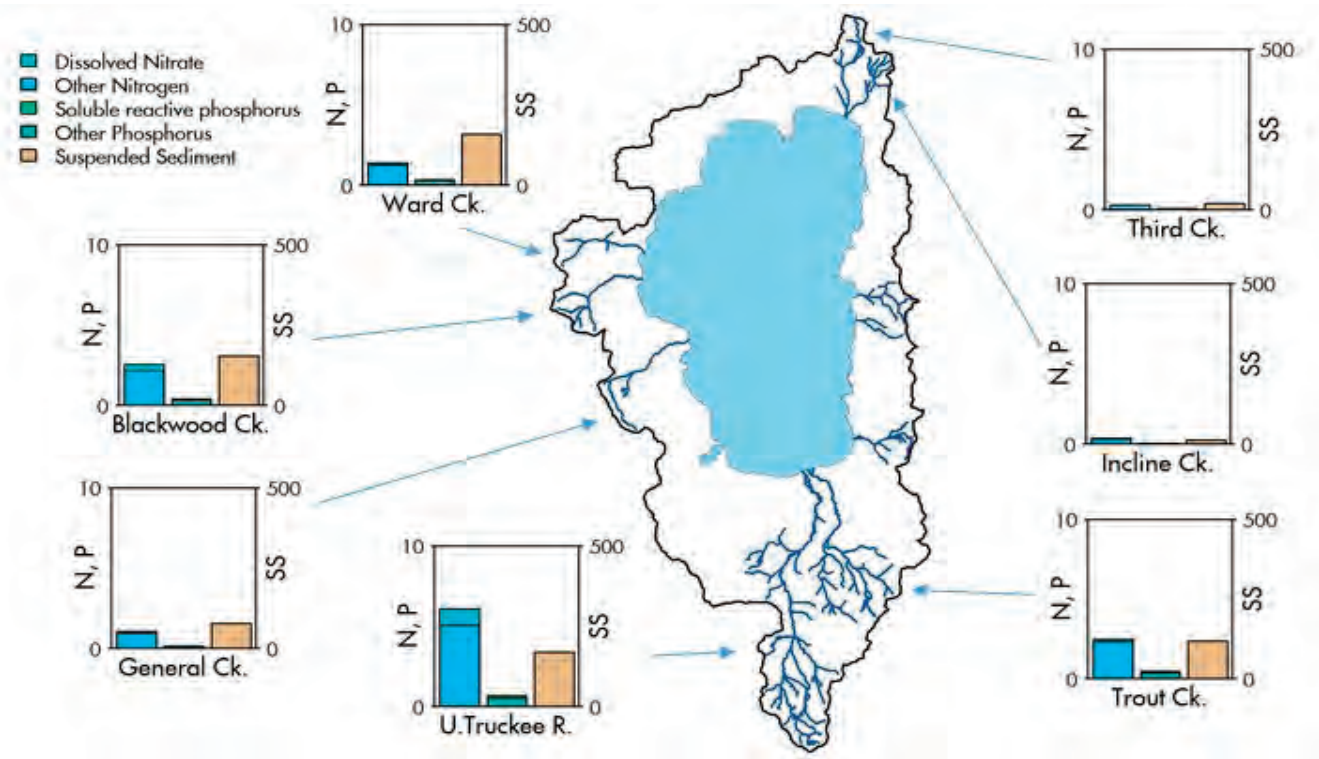 Dissolved Nitrate
Other Nitrogen
Soluble reactive phosphorus
Other Phosphorus
Suspended Sediment
10
500
N, P
SS
0
0
Ward Ck.
10
500
N, P
SS
0
0
Third Ck.
10
500
N, P
SS
0
0
Blackwood Ck.
10
500
N, P
SS
0
0
Incline Ck.
10
500
N, P
SS
0
0
General Ck.
10
500
N, P
SS
0
0
U.Truckee R.
10
500
N, P
SS
0
0
Trout Ck.